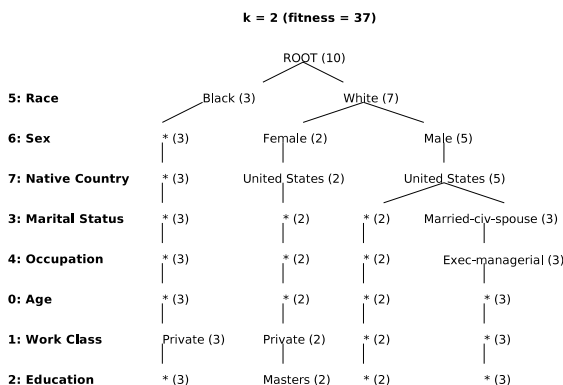 k = 2 (fitness = 37)
ROOT (10)
5: Race Black (3) White (7)
6: Sex * (3) Female (2) Male (5)
7: Native Country * (3) United States (2) United States (5)
3: Marital Status * (3) * (2) * (2) Married-civ-spouse (3)
4: Occupation * (3) * (2) * (2) Exec-managerial (3)
0: Age * (3) * (2) * (2) * (3)
1: Work Class Private (3) Private (2) * (2) * (3)
2: Education * (3) Masters (2) * (2) * (3)